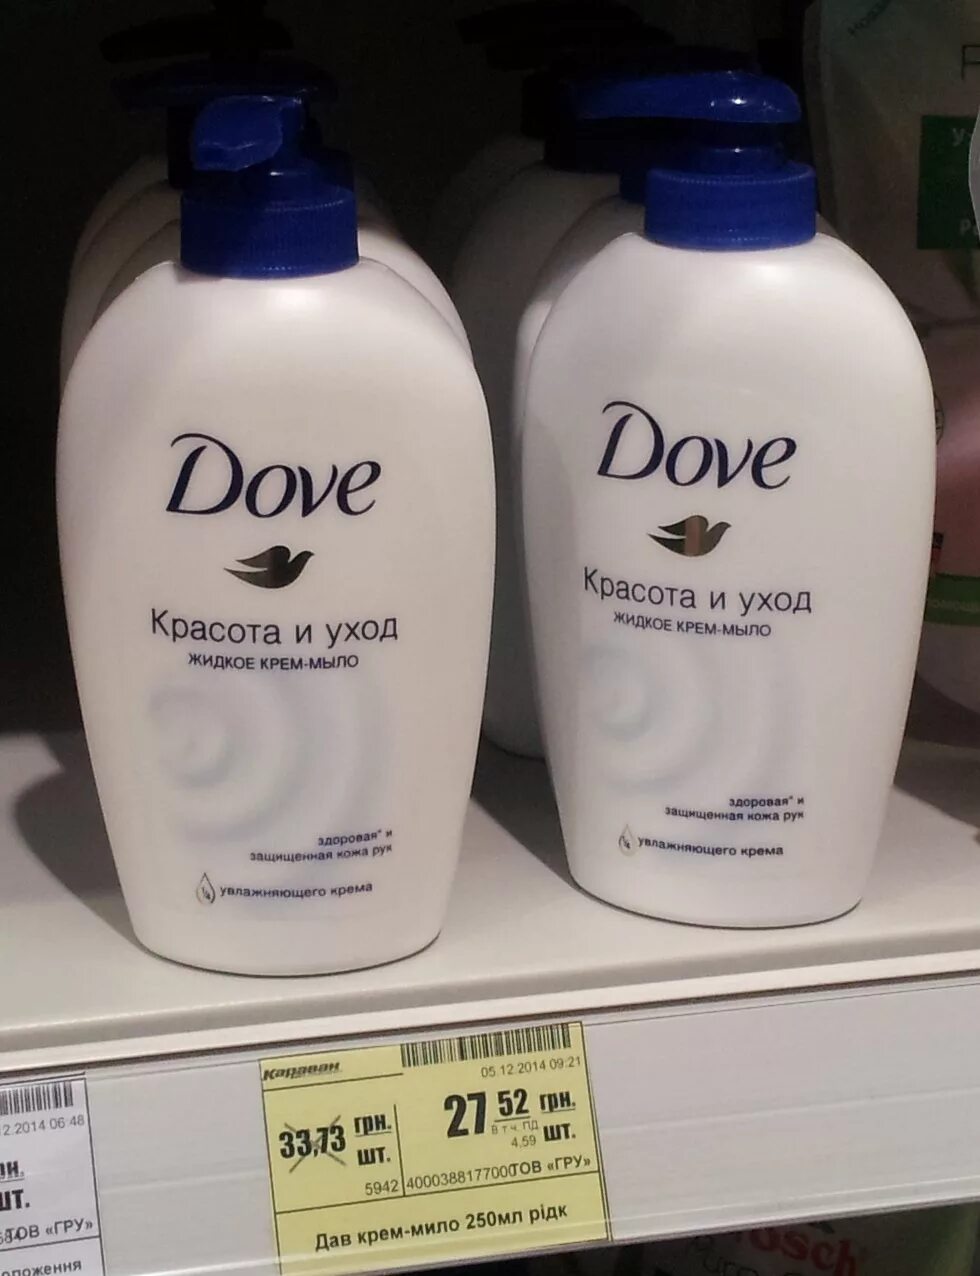 Dove
Красота и уход
ЖИДКОЕ КРЕМ-МЫЛО
здоровая* и
защищенная кожа рук
¼ увлажняющего крема
Dove
Красота и уход
ЖИДКОЕ КРЕМ-МЫЛО
здоровая* и
защищенная кожа рук
¼ увлажняющего крема
Караван
05.12.2014 09:21
33,73 грн.
шт.
27 52 грн.
В т.ч. ПД
4,59 шт.
5942
4000388177000 ТОВ «ГРУ»
Дав крем-мило 250мл рідк
2.2014 06:48
шт.
ТОВ «ГРУ»